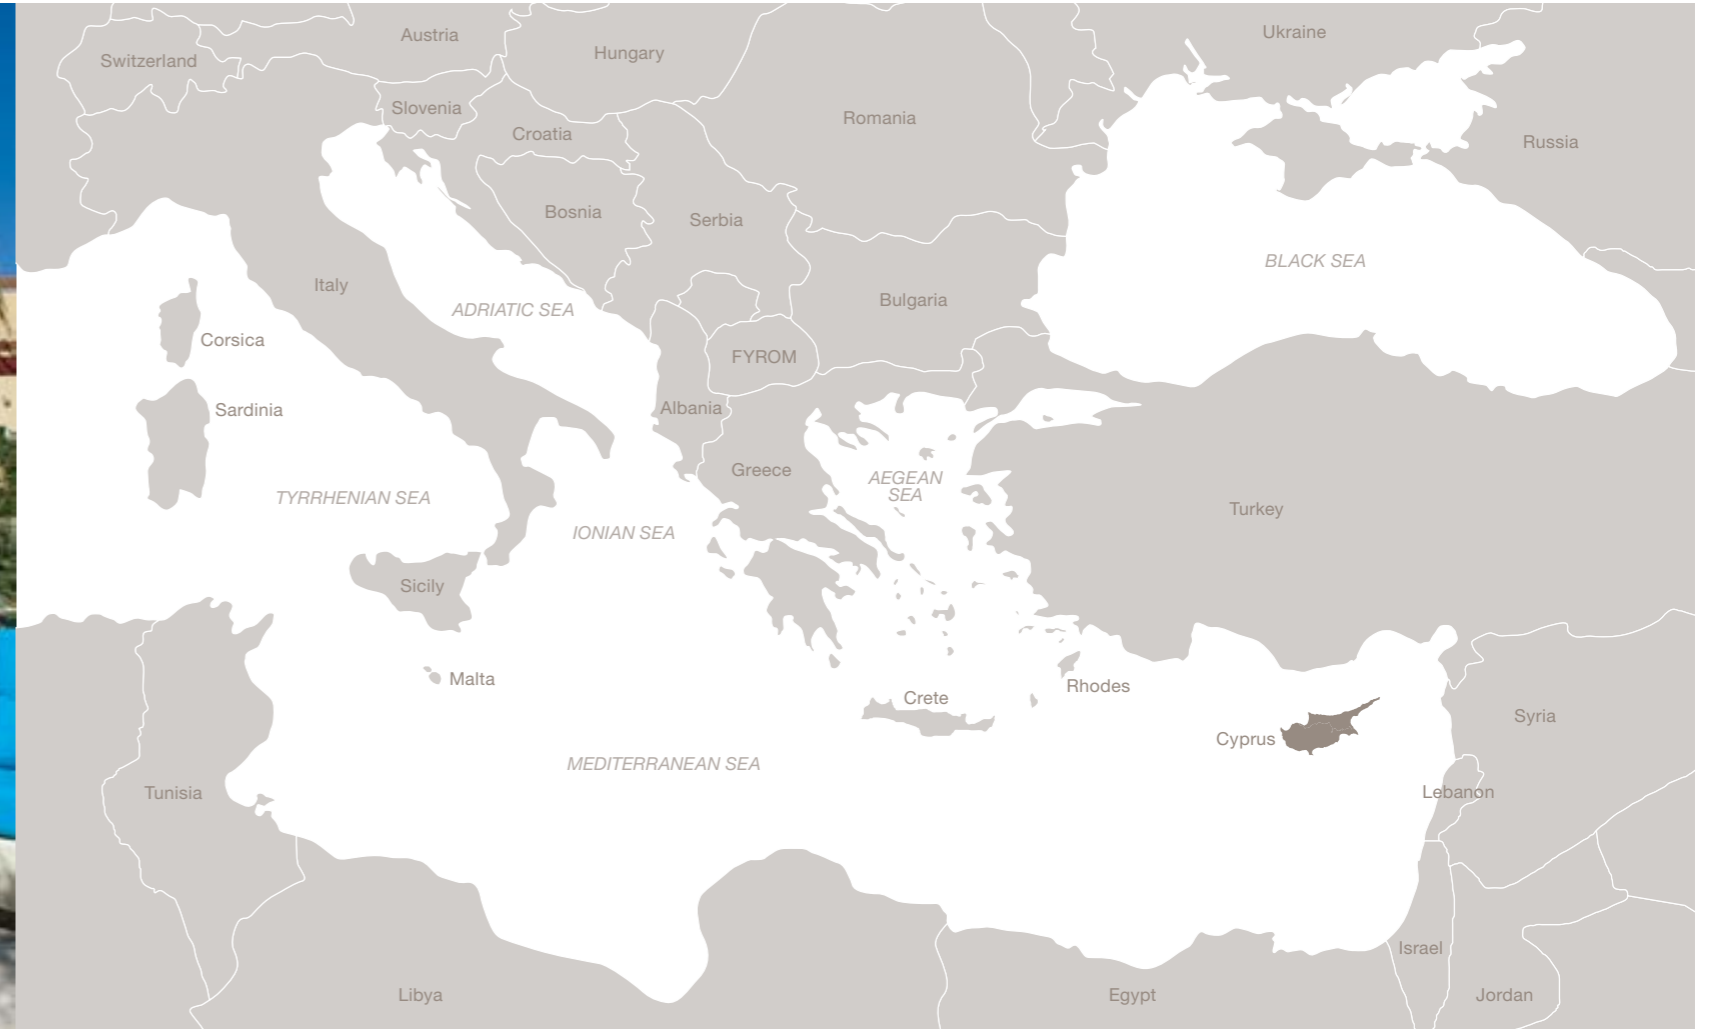 Austria
Ukraine
Hungary
Switzerland
Slovenia
Romania
Croatia
Russia
Bosnia
Serbia
BLACK SEA
Italy
Bulgaria
ADRIATIC SEA
Corsica
FYROM
Albania
Sardinia
Greece
AEGEAN
SEA
TYRRHENIAN SEA
Turkey
IONIAN SEA
Sicily
Malta
Rhodes
Crete
Syria
Cyprus
MEDITERRANEAN SEA
Lebanon
Tunisia
Israel
Libya
Egypt
Jordan